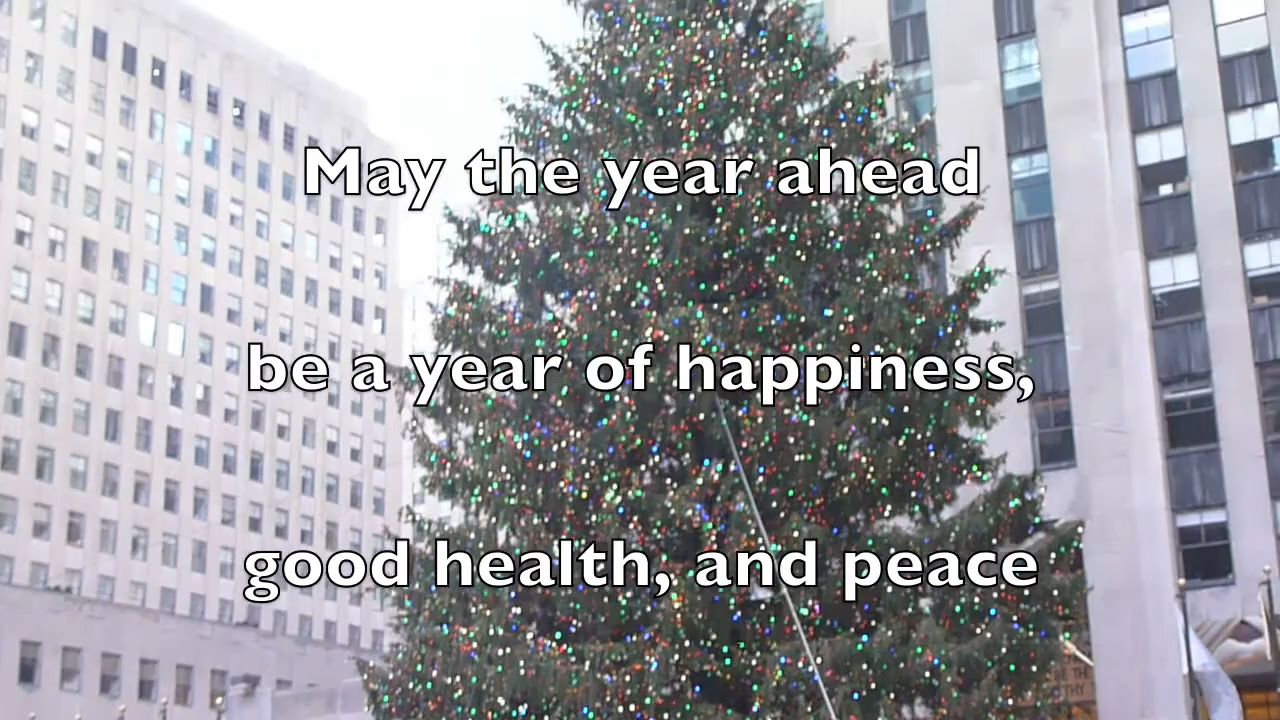 May the year ahead
be a year of happiness,
good health, and peace